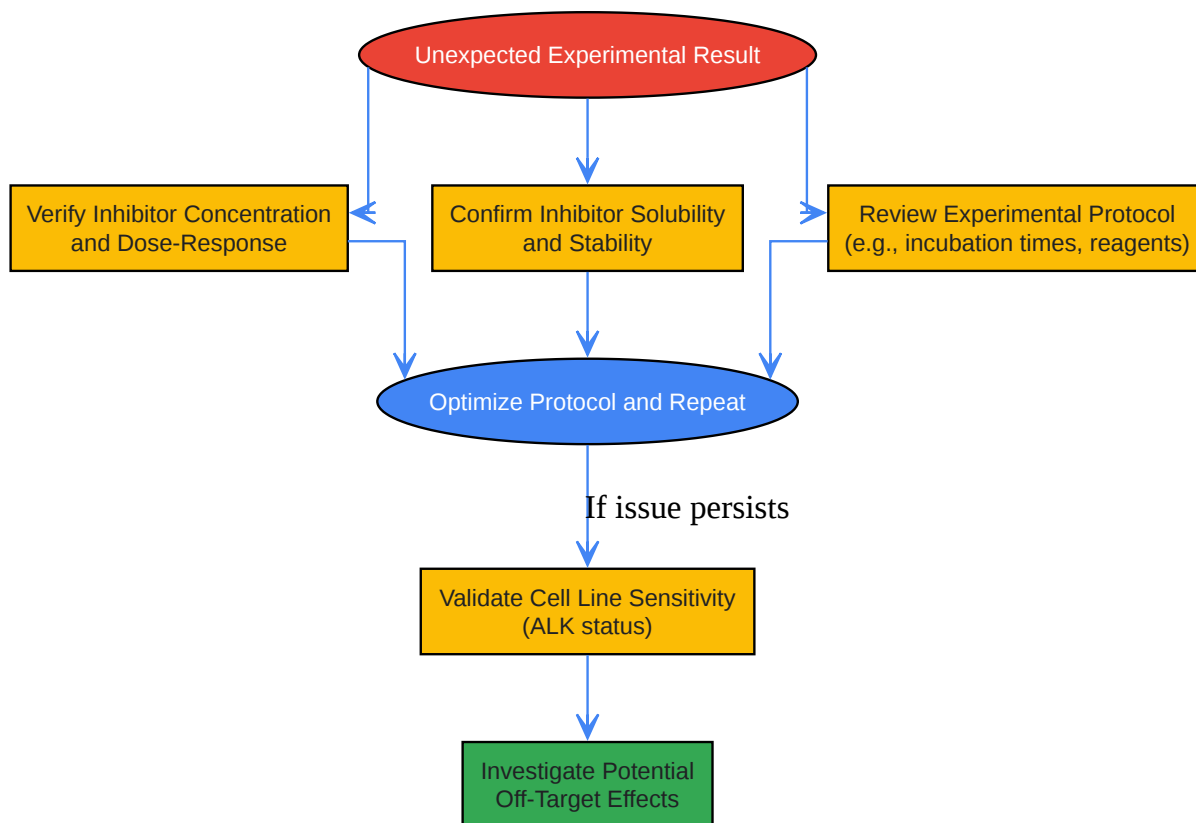 Unexpected Experimental Result
Verify Inhibitor Concentration
and Dose-Response
Confirm Inhibitor Solubility
and Stability
Review Experimental Protocol
(e.g., incubation times, reagents)
Optimize Protocol and Repeat
If issue persists
Validate Cell Line Sensitivity
(ALK status)
Investigate Potential
Off-Target Effects